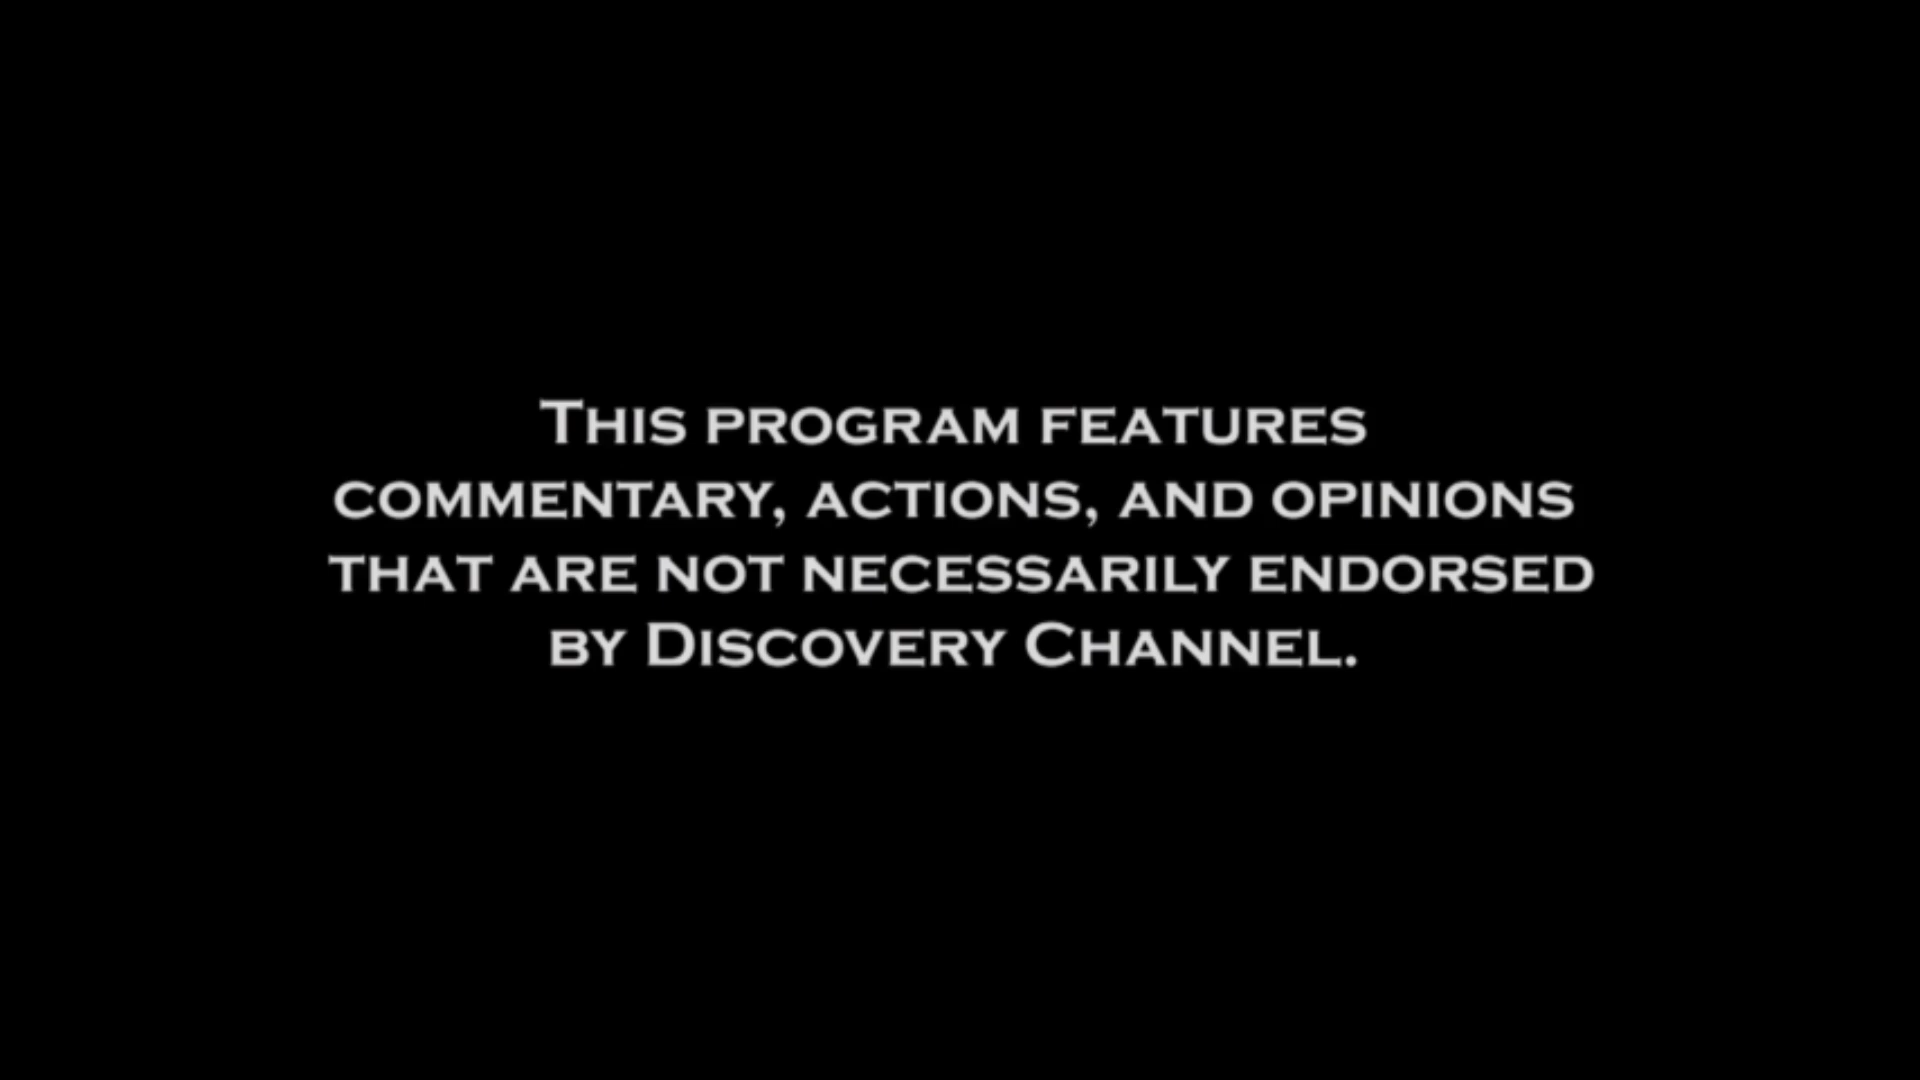 This program features
commentary, actions, and opinions
that are not necessarily endorsed
by Discovery Channel.